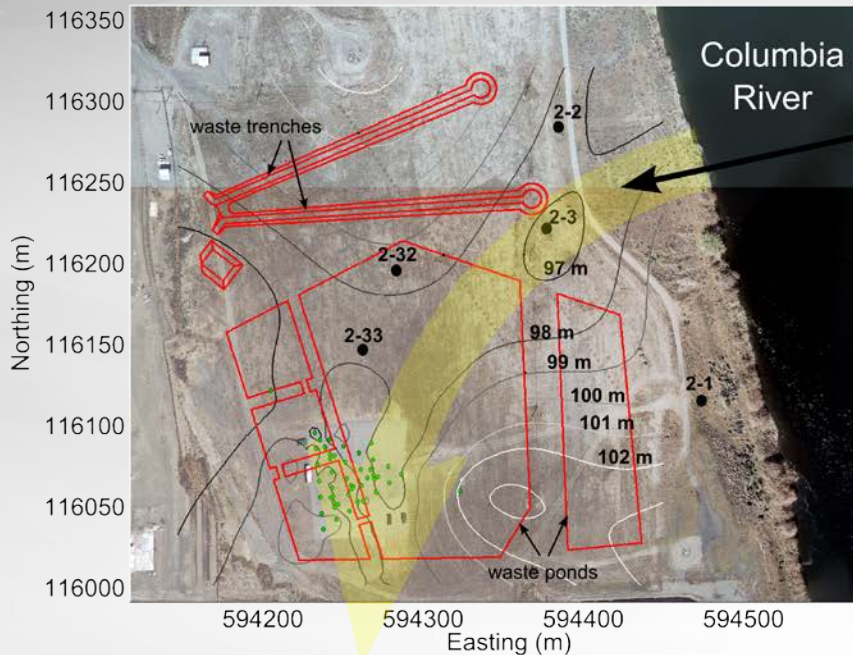 116350
116300
116250
116200
116150
116100
116050
116000
Northing (m)
594200
594300
594400
594500
Easting (m)
Columbia
River
waste trenches
2-2
2-3
97 m
2-32
98 m
2-33
99 m
100 m
2-1
101 m
102 m
waste ponds